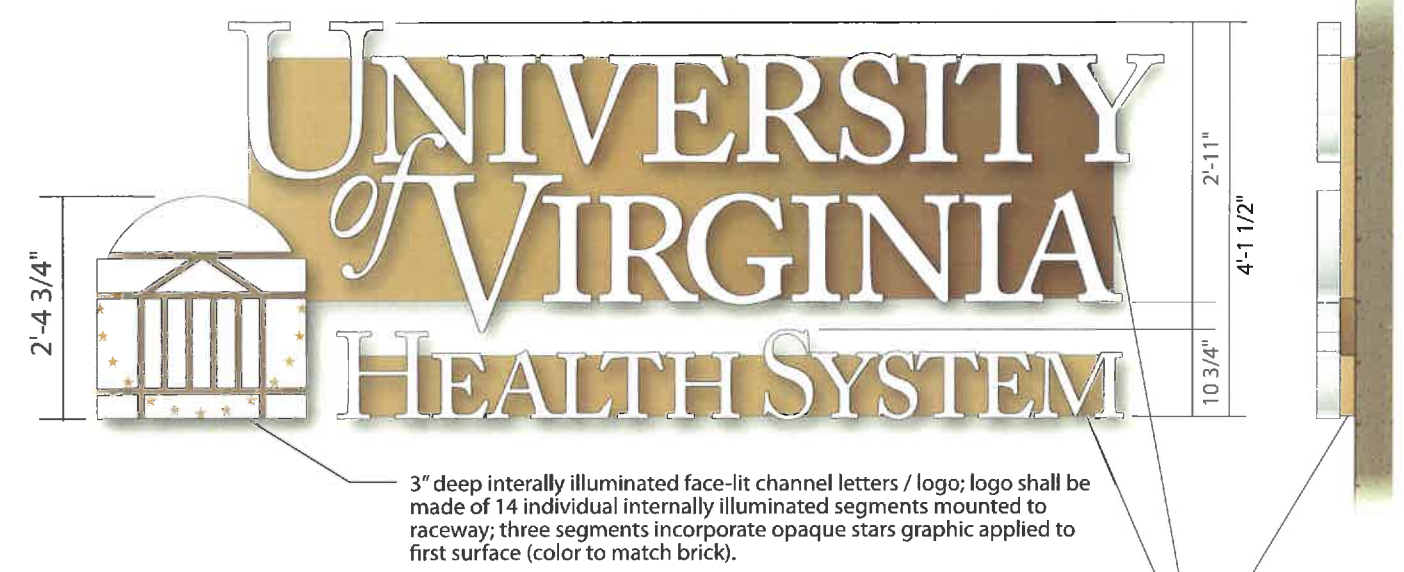 UNIVERSITY
of VIRGINIA
HEALTH SYSTEM
2'-4 3/4"
2'-11"
4'-1 1/2"
10 3/4"
3" deep interally illuminated face-lit channel letters / logo; logo shall be
made of 14 individual internally illuminated segments mounted to
raceway; three segments incorporate opaque stars graphic applied to
first surface (color to match brick).